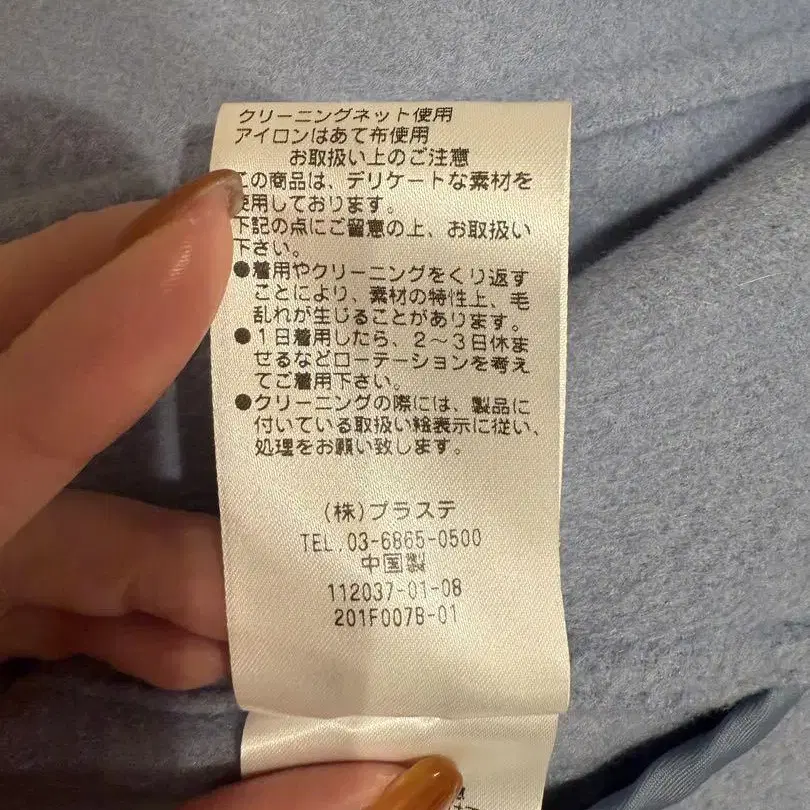 クリーニングネット使用
アイロンはあて布使用
お取扱い上のご注意
この商品は、デリケートな素材を
使用しております。
下記の点にご留意の上、お取扱い
下さい。
●着用やクリーニングをくり返す
ことにより、素材の特性上、毛
乱れが生じることがあります。
●1日着用したら、2〜3日休ま
せるなどローテーションを考え
てご着用下さい。
●クリーニングの際には、製品に
付いている取扱い絵表示に従い、
処理をお願い致します。
(株)プラステ
TEL.03-6865-0500
中国製
112037-01-08
201F007B-01